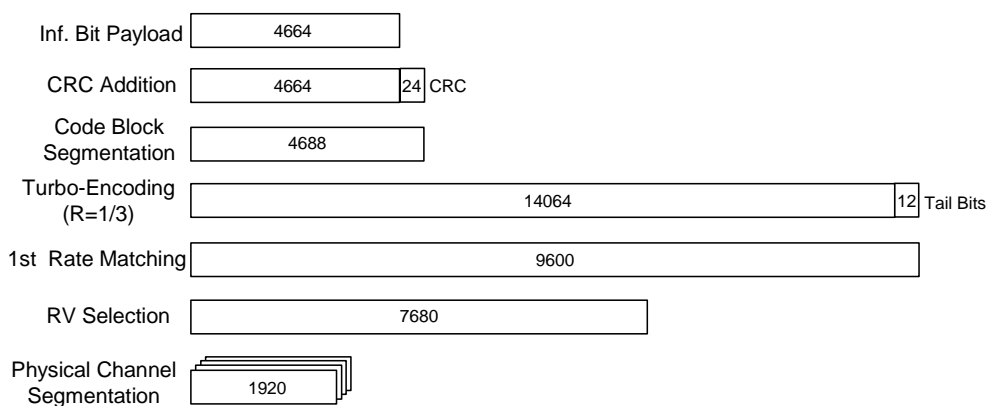 Inf. Bit Payload 4664
CRC Addition 4664 24 CRC
Code Block
Segmentation 4688
Turbo-Encoding
(R=1/3) 14064 12 Tail Bits
1st Rate Matching 9600
RV Selection 7680
Physical Channel
Segmentation 1920